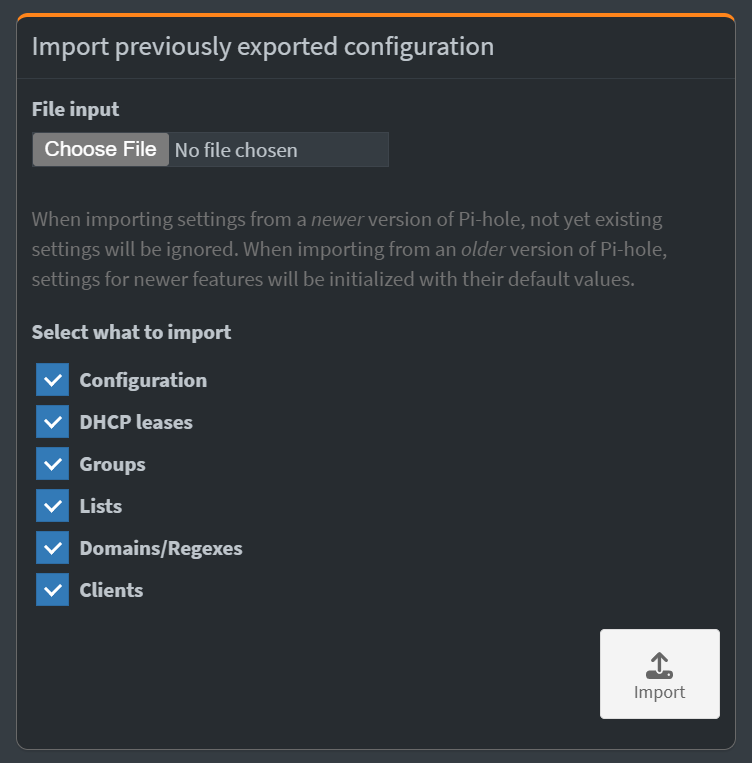 Import previously exported configuration
File input
Choose File No file chosen
When importing settings from a newer version of Pi-hole, not yet existing
settings will be ignored. When importing from an older version of Pi-hole,
settings for newer features will be initialized with their default values.
Select what to import
Configuration
DHCP leases
Groups
Lists
Domains/Regexes
Clients
Import